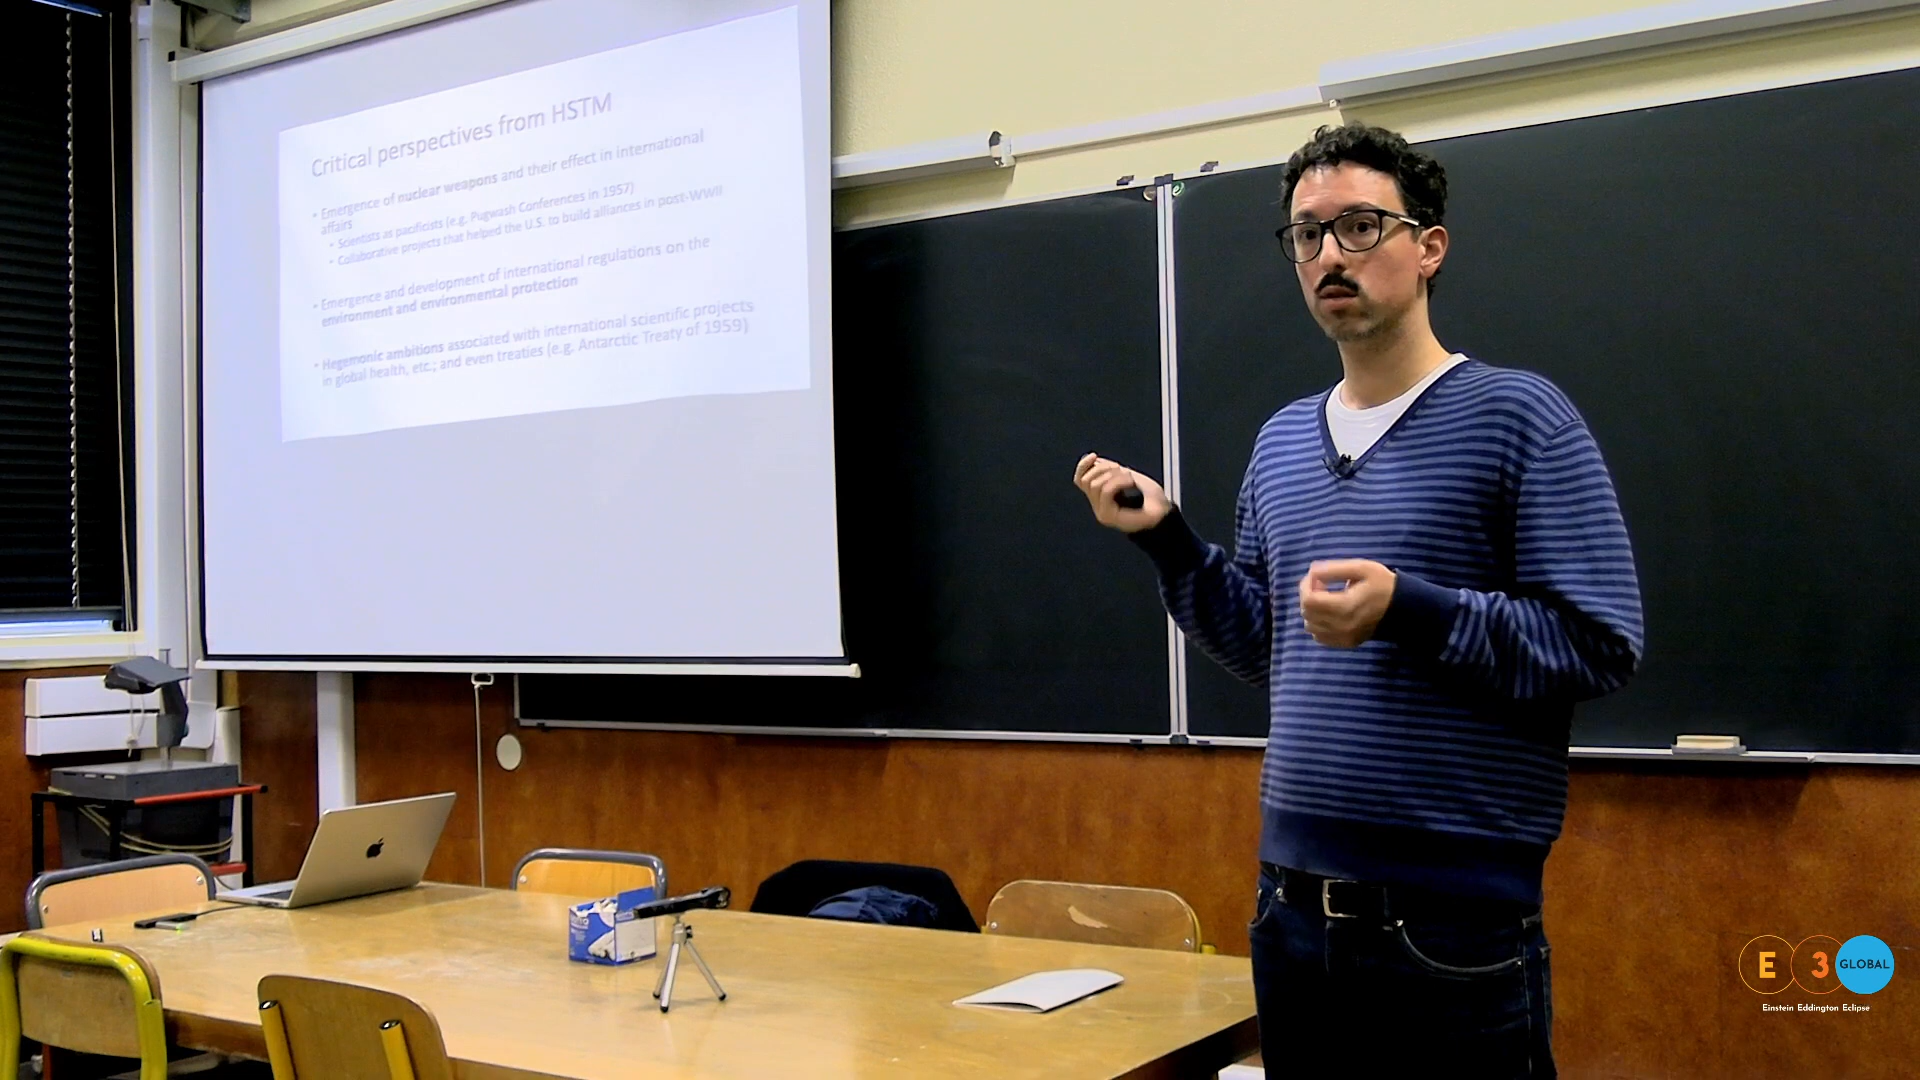 Critical perspectives from HSTM
• Emergence of nuclear weapons and their effect in international
affairs
• Scientists as pacificists (e.g. Pugwash Conferences in 1957)
• Collaborative projects that helped the U.S. to build alliances in post-WWII
• Emergence and development of international regulations on the
environment and environmental protection
• Hegemonic ambitions associated with international scientific projects
in global health, etc.; and even treaties (e.g. Antarctic Treaty of 1959)
E 3 GLOBAL
Einstein Eddington Eclipse